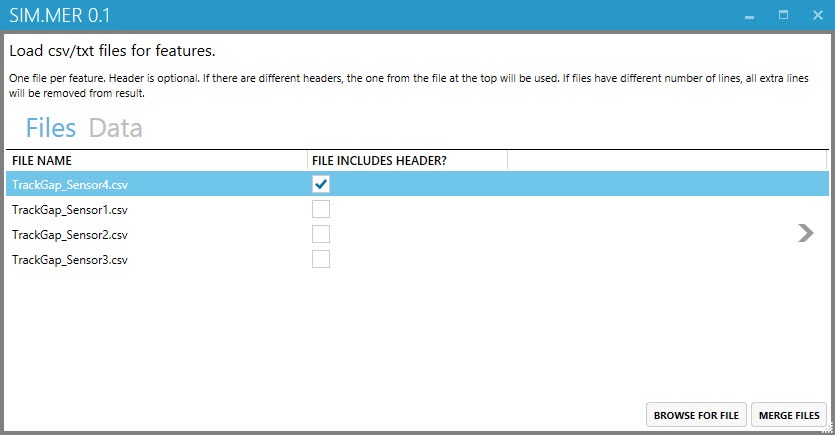 SIM.MER 0.1
Load csv/txt files for features.
One file per feature. Header is optional. If there are different headers, the one from the file at the top will be used. If files have different number of lines, all extra lines
will be removed from result.
Files Data
FILE NAME FILE INCLUDES HEADER?
TrackGap_Sensor4.csv
TrackGap_Sensor1.csv
TrackGap_Sensor2.csv
TrackGap_Sensor3.csv
BROWSE FOR FILE MERGE FILES